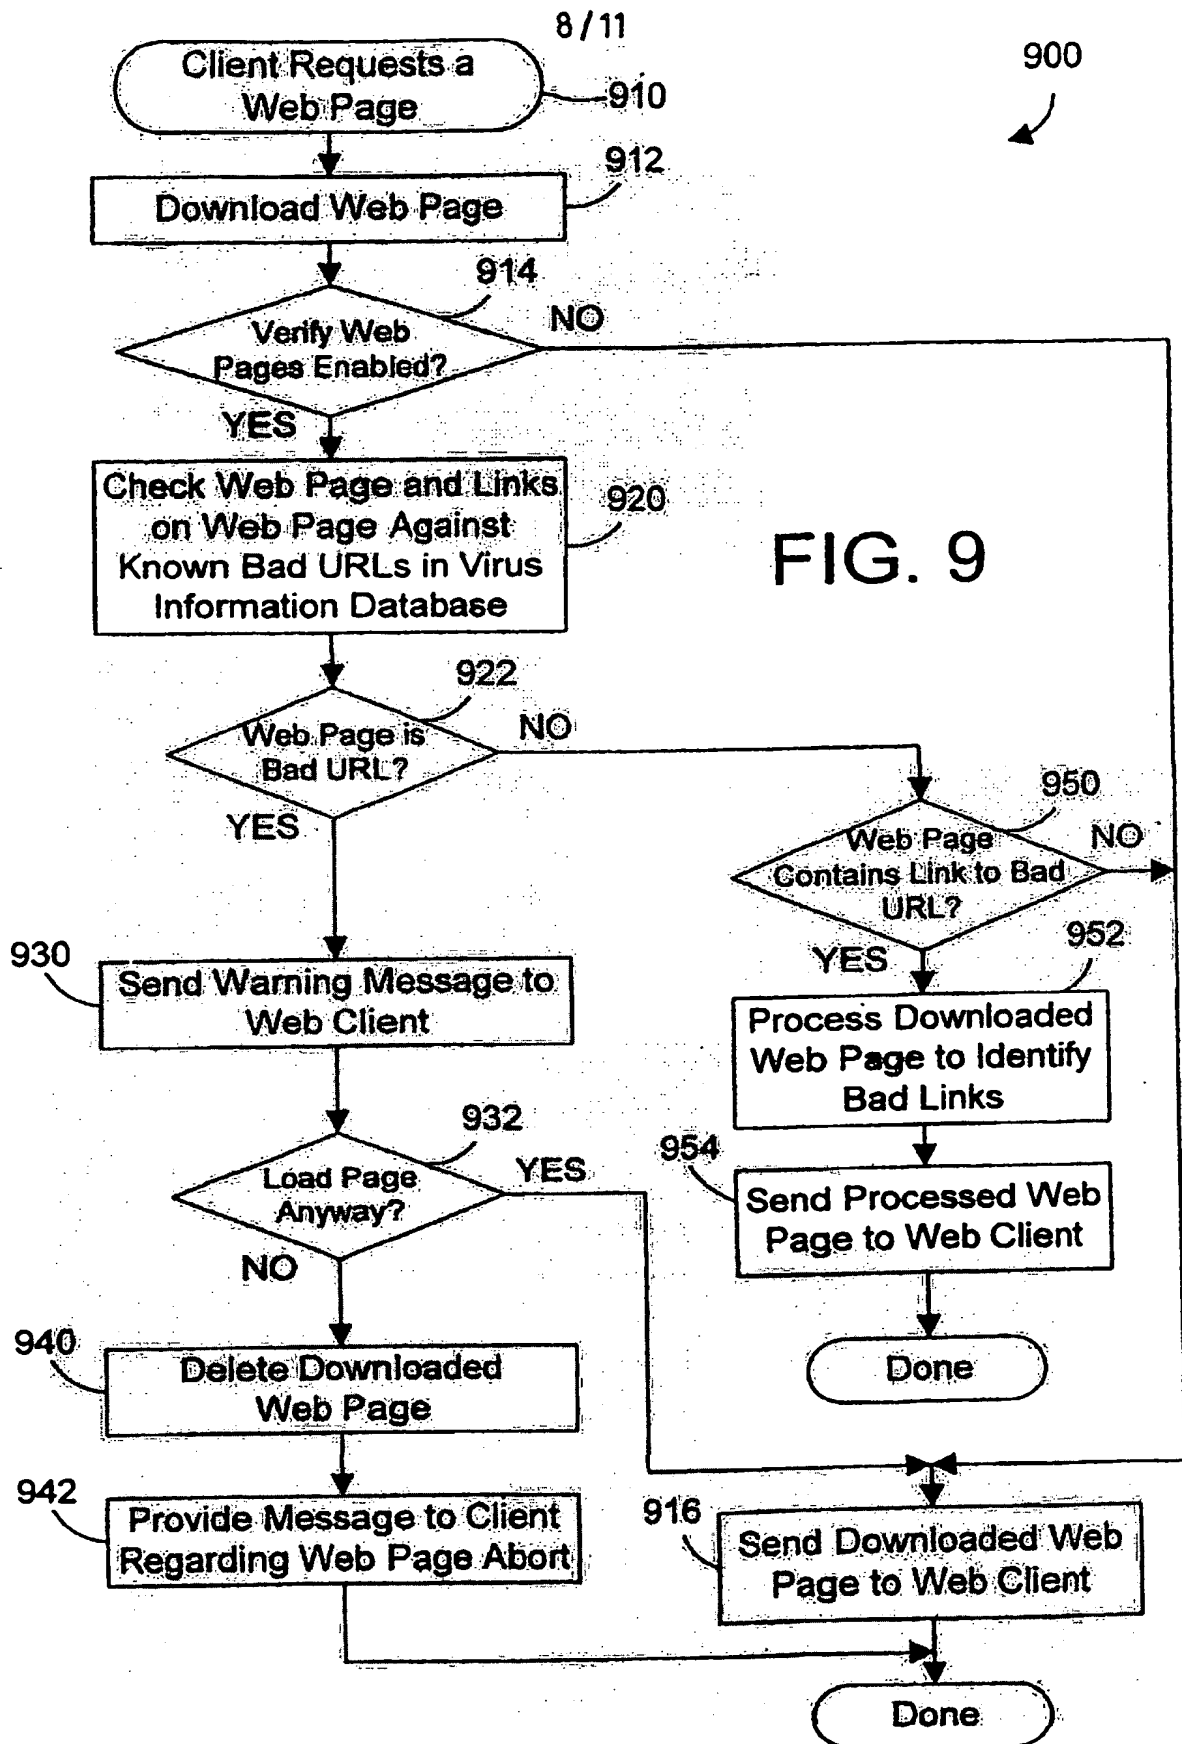 8/11
900
Client Requests a
Web Page
910
912
Download Web Page
914
Verify Web
Pages Enabled?
NO
YES
Check Web Page and Links
on Web Page Against
Known Bad URLs in Virus
Information Database
920
FIG. 9
922
Web Page is
Bad URL?
NO
YES
950
Web Page
Contains Link to Bad
URL?
NO
YES
952
Process Downloaded
Web Page to Identify
Bad Links
954
Send Processed Web
Page to Web Client
Done
930
Send Warning Message to
Web Client
932
Load Page
Anyway?
YES
NO
940
Delete Downloaded
Web Page
942
Provide Message to Client
Regarding Web Page Abort
916
Send Downloaded Web
Page to Web Client
Done